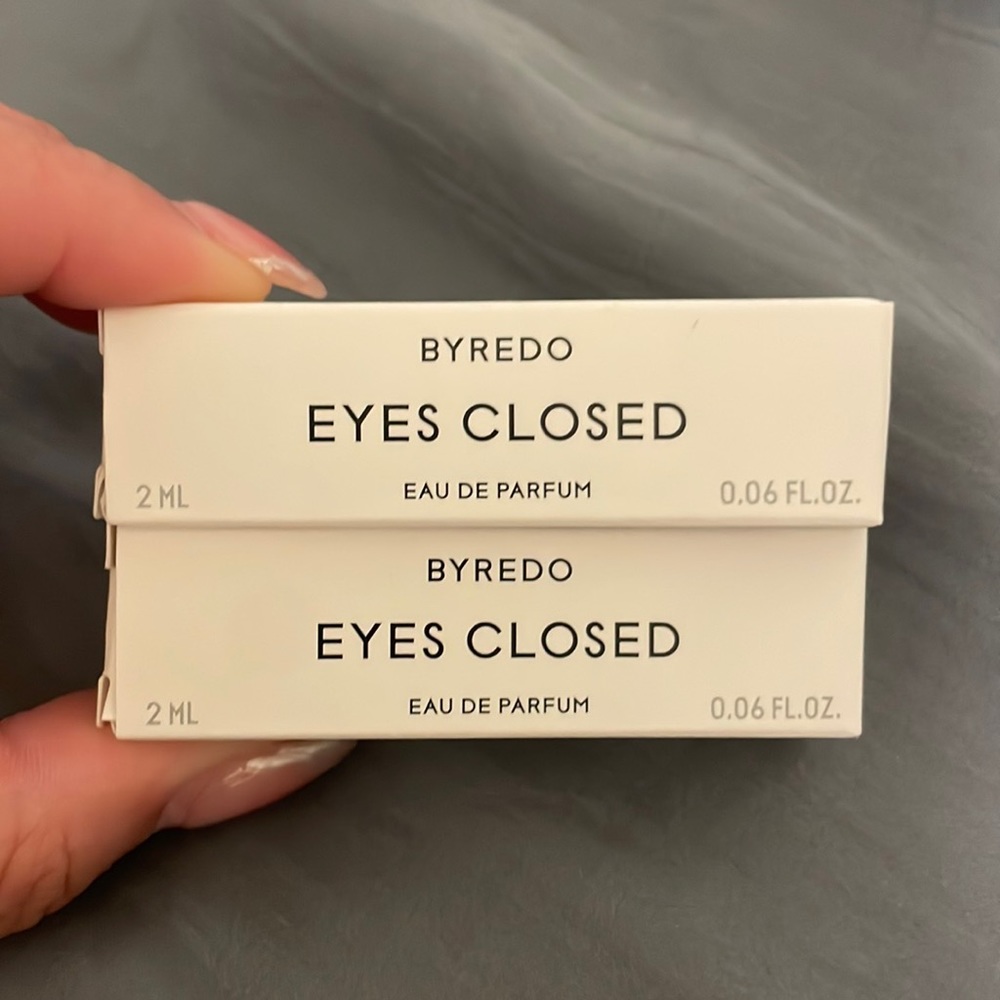 BYREDO
EYES CLOSED
EAU DE PARFUM
2 ML
0.06 FL.OZ.
BYREDO
EYES CLOSED
EAU DE PARFUM
2 ML
0.06 FL.OZ.